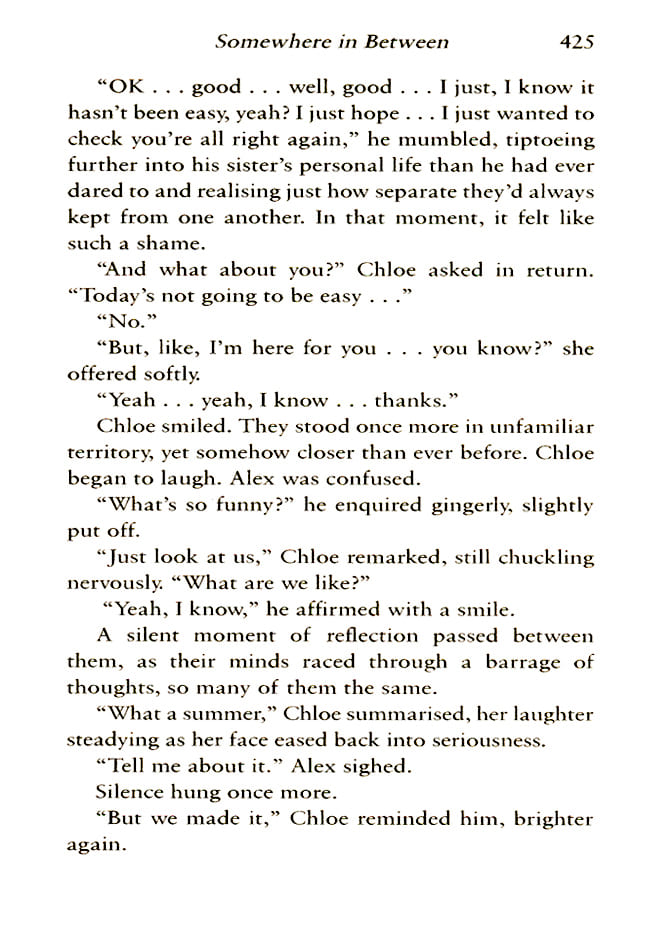 Somewhere in Between 425
“OK . . . good . . . well, good . . . I just, I know it
hasn’t been easy, yeah? I just hope . . . I just wanted to
check you’re all right again,” he mumbled, tiptoeing
further into his sister’s personal life than he had ever
dared to and realising just how separate they’d always
kept from one another. In that moment, it felt like
such a shame.
“And what about you?” Chloe asked in return.
“Today’s not going to be easy . . .”
“No.”
“But, like, I’m here for you . . . you know?” she
offered softly.
“Yeah . . . yeah, I know . . . thanks.”
Chloe smiled. They stood once more in unfamiliar
territory, yet somehow closer than ever before. Chloe
began to laugh. Alex was confused.
“What’s so funny?” he enquired gingerly, slightly
put off.
“Just look at us,” Chloe remarked, still chuckling
nervously. “What are we like?”
“Yeah, I know,” he affirmed with a smile.
A silent moment of reflection passed between
them, as their minds raced through a barrage of
thoughts, so many of them the same.
“What a summer,” Chloe summarised, her laughter
steadying as her face eased back into seriousness.
“Tell me about it.” Alex sighed.
Silence hung once more.
“But we made it,” Chloe reminded him, brighter
again.